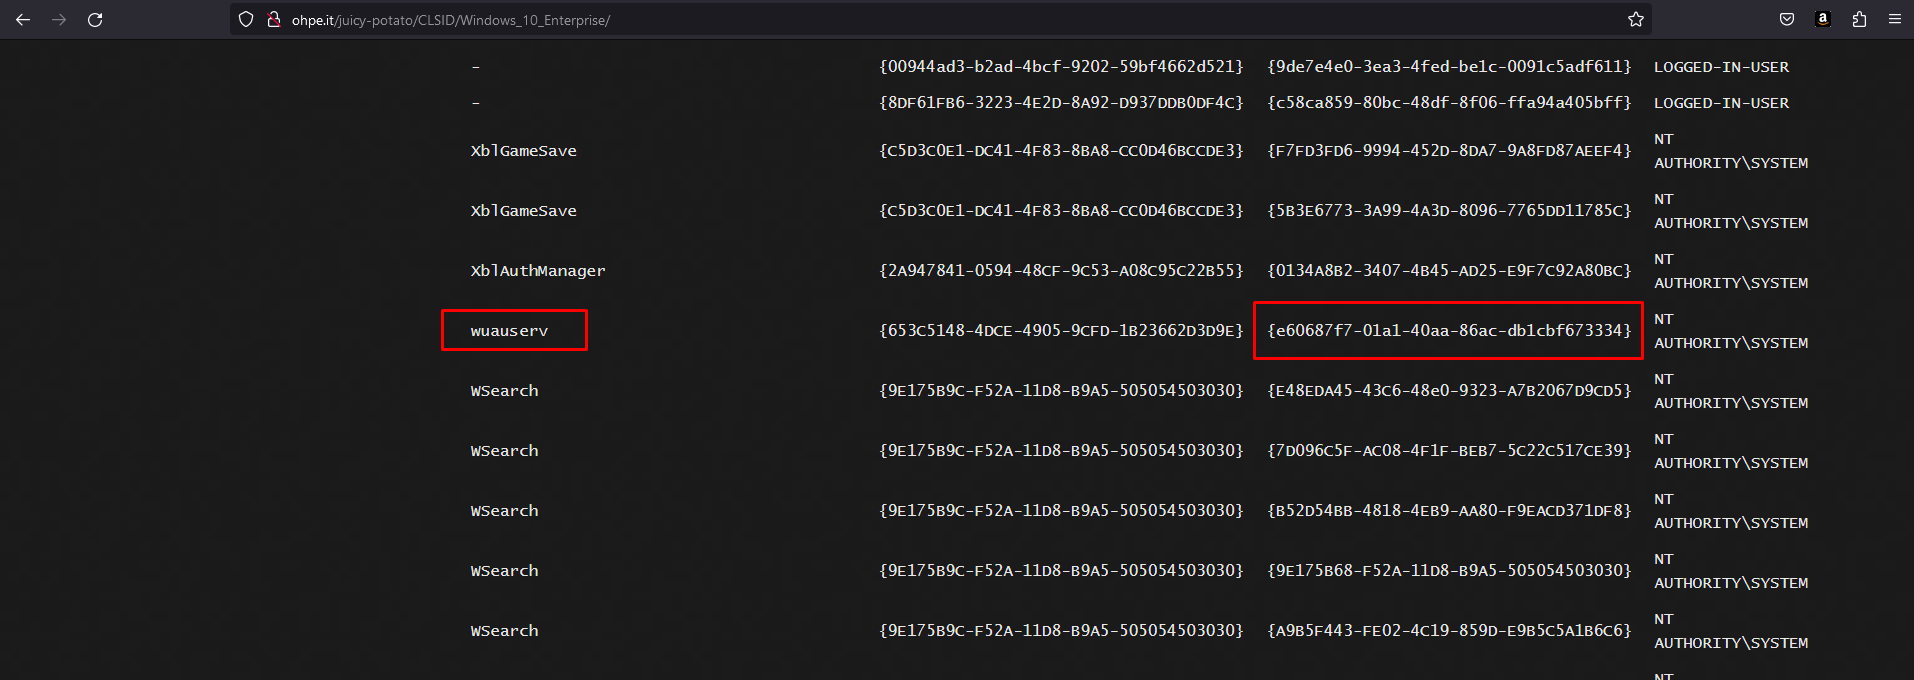 ohpe.it/juicy-potato/CLSID/Windows_10_Enterprise/
- {00944ad3-b2ad-4bcf-9202-59bf4662d521} {9de7e4e0-3ea3-4fed-be1c-0091c5adf611} LOGGED-IN-USER
- {8DF61FB6-3223-4E2D-8A92-D937DDB0DF4C} {c58ca859-80bc-48df-8f06-ffa94a405bff} LOGGED-IN-USER
XblGameSave {C5D3C0E1-DC41-4F83-8BA8-CC0D46BCCDE3} {F7FD3FD6-9994-452D-8DA7-9A8FD87AEEF4} NT
AUTHORITY\SYSTEM
XblGameSave {C5D3C0E1-DC41-4F83-8BA8-CC0D46BCCDE3} {5B3E6773-3A99-4A3D-8096-7765DD11785C} NT
AUTHORITY\SYSTEM
XblAuthManager {2A947841-0594-48CF-9C53-A08C95C22B55} {0134A8B2-3407-4B45-AD25-E9F7C92A80BC} NT
AUTHORITY\SYSTEM
wuauserv {653C5148-4DCE-4905-9CFD-1B23662D3D9E} {e60687f7-01a1-40aa-86ac-db1cbf673334} NT
AUTHORITY\SYSTEM
WSearch {9E175B9C-F52A-11D8-B9A5-505054503030} {E48EDA45-43C6-48e0-9323-A7B2067D9CD5} NT
AUTHORITY\SYSTEM
WSearch {9E175B9C-F52A-11D8-B9A5-505054503030} {7D096C5F-AC08-4F1F-BEB7-5C22C517CE39} NT
AUTHORITY\SYSTEM
WSearch {9E175B9C-F52A-11D8-B9A5-505054503030} {B52D54BB-4818-4EB9-AA80-F9EACD371DF8} NT
AUTHORITY\SYSTEM
WSearch {9E175B9C-F52A-11D8-B9A5-505054503030} {9E175B68-F52A-11D8-B9A5-505054503030} NT
AUTHORITY\SYSTEM
WSearch {9E175B9C-F52A-11D8-B9A5-505054503030} {A9B5F443-FE02-4C19-859D-E9B5C5A1B6C6} NT
AUTHORITY\SYSTEM
NT